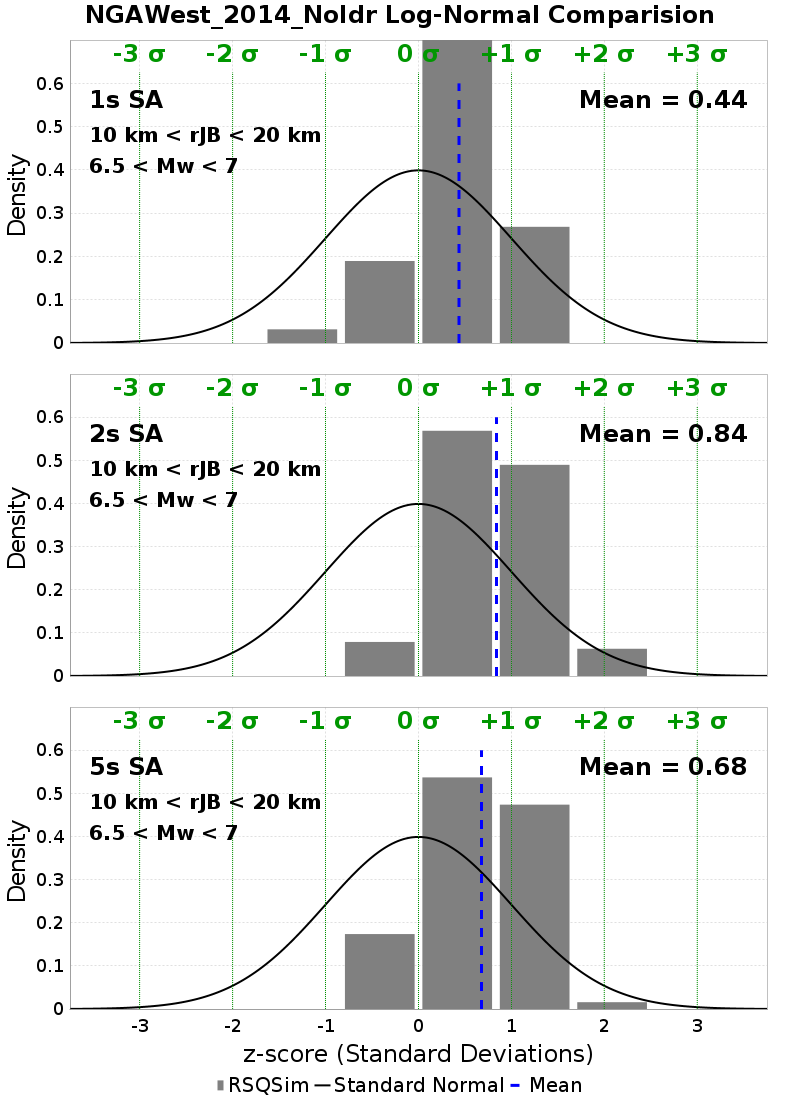 NGAWest_2014_NoIdr Log-Normal Comparision
-3 σ -2 σ -1 σ 0 σ +1 σ +2 σ +3 σ
1s SA Mean = 0.44
10 km < rJB < 20 km
6.5 < Mw < 7
Density
0.6
0.5
0.4
0.3
0.2
0.1
0
-3 σ -2 σ -1 σ 0 σ +1 σ +2 σ +3 σ
2s SA Mean = 0.84
10 km < rJB < 20 km
6.5 < Mw < 7
Density
0.6
0.5
0.4
0.3
0.2
0.1
0
-3 σ -2 σ -1 σ 0 σ +1 σ +2 σ +3 σ
5s SA Mean = 0.68
10 km < rJB < 20 km
6.5 < Mw < 7
Density
0.6
0.5
0.4
0.3
0.2
0.1
0
-3 -2 -1 0 1 2 3
z-score (Standard Deviations)
RSQSim Standard Normal Mean